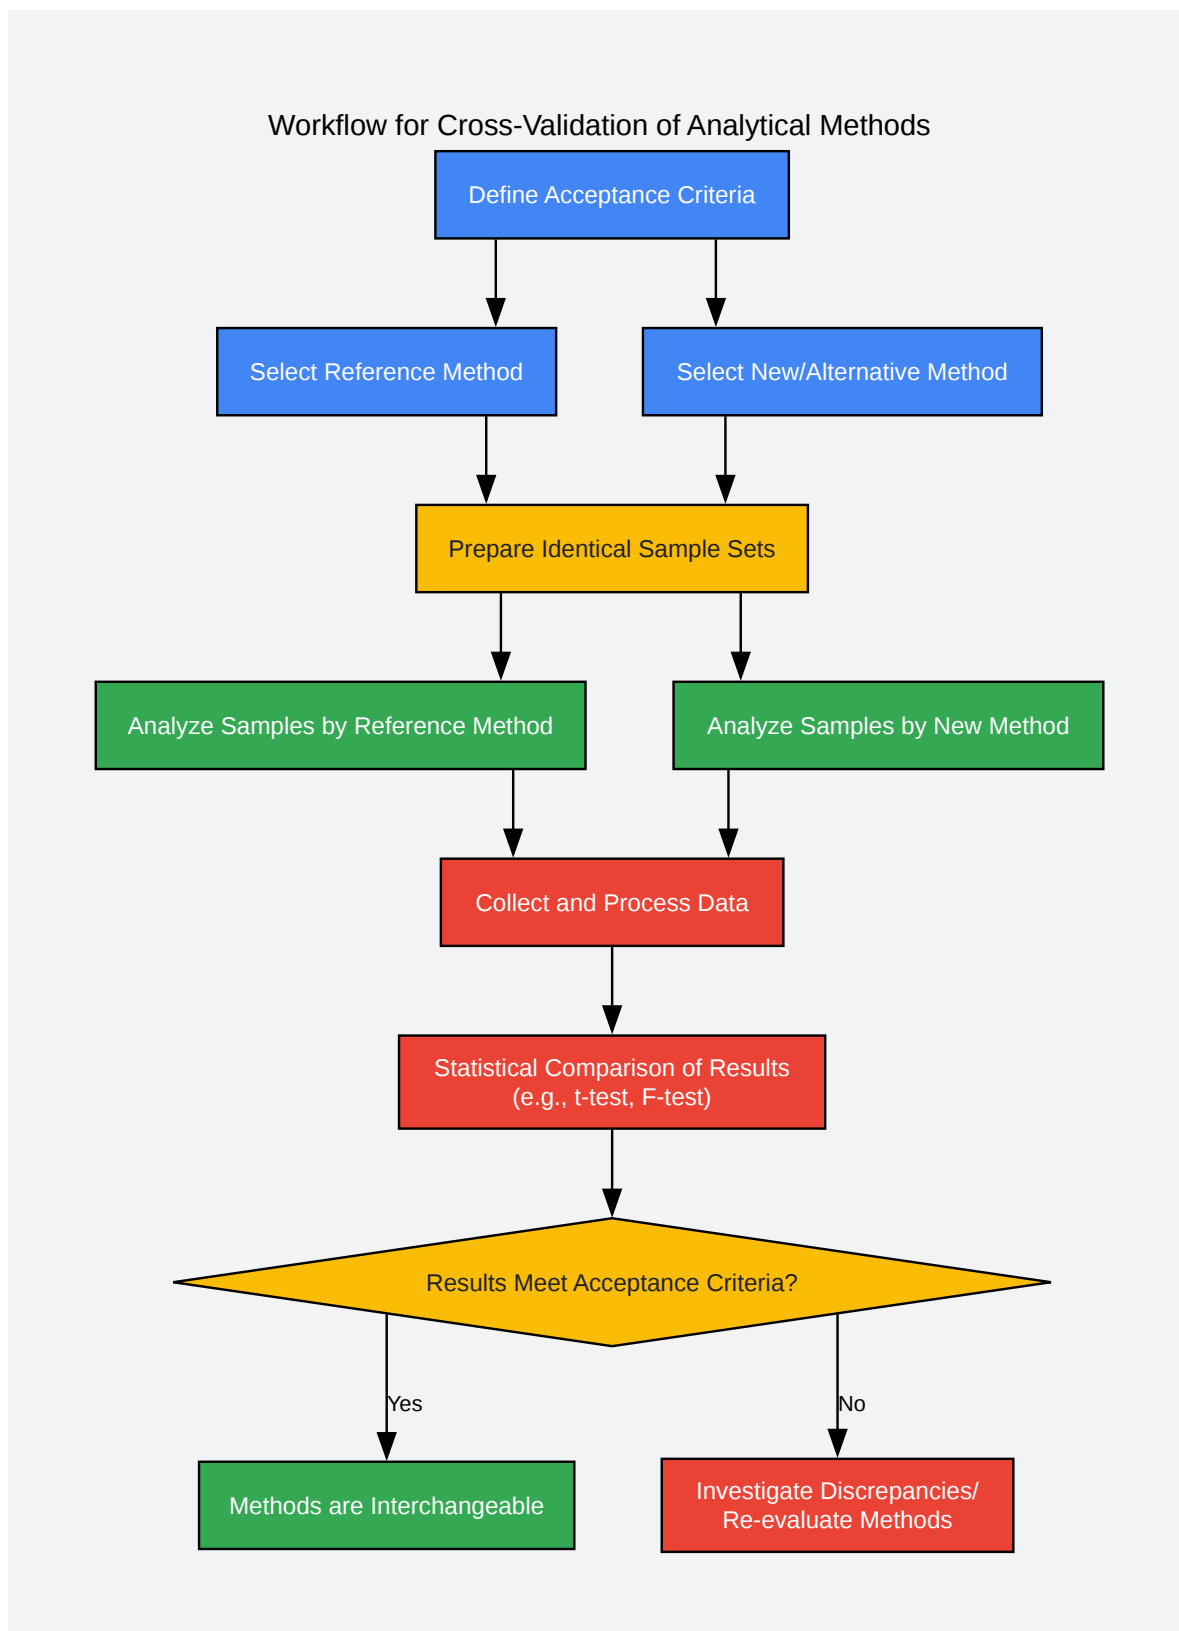 Workflow for Cross-Validation of Analytical Methods
Define Acceptance Criteria
Select Reference Method
Select New/Alternative Method
Prepare Identical Sample Sets
Analyze Samples by Reference Method
Analyze Samples by New Method
Collect and Process Data
Statistical Comparison of Results
(e.g., t-test, F-test)
Results Meet Acceptance Criteria?
Yes
No
Methods are Interchangeable
Investigate Discrepancies/
Re-evaluate Methods